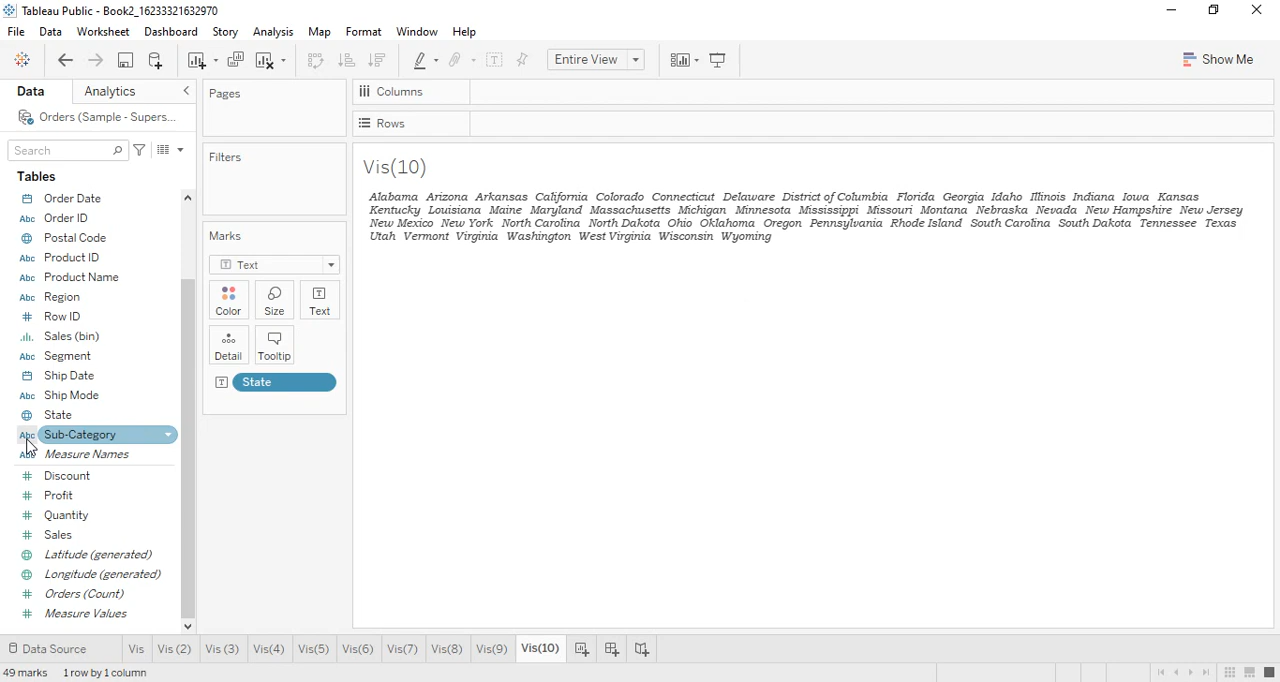 Tableau Public - Book2_16233321632970
File Data Worksheet Dashboard Story Analysis Map Format Window Help
Entire View
Show Me
Data Analytics
Orders (Sample - Supers...
Search
Tables
Order Date
Abc Order ID
Postal Code
Abc Product ID
Abc Product Name
Abc Region
# Row ID
Sales (bin)
Abc Segment
Ship Date
Abc Ship Mode
State
Abc Sub-Category
Abc Measure Names
# Discount
# Profit
# Quantity
# Sales
Latitude (generated)
Longitude (generated)
# Orders (Count)
# Measure Values
Pages
Filters
Marks
T Text
Color Size Text
Detail Tooltip
T State
Columns
Rows
Vis(10)
Alabama Arizona Arkansas California Colorado Connecticut Delaware District of Columbia Florida Georgia Idaho Illinois Indiana Iowa Kansas
Kentucky Louisiana Maine Maryland Massachusetts Michigan Minnesota Mississippi Missouri Montana Nebraska Nevada New Hampshire New Jersey
New Mexico New York North Carolina North Dakota Ohio Oklahoma Oregon Pennsylvania Rhode Island South Carolina South Dakota Tennessee Texas
Utah Vermont Virginia Washington West Virginia Wisconsin Wyoming
Data Source Vis Vis (2) Vis (3) Vis(4) Vis(5) Vis(6) Vis(7) Vis(8) Vis(9) Vis(10)
49 marks 1 row by 1 column